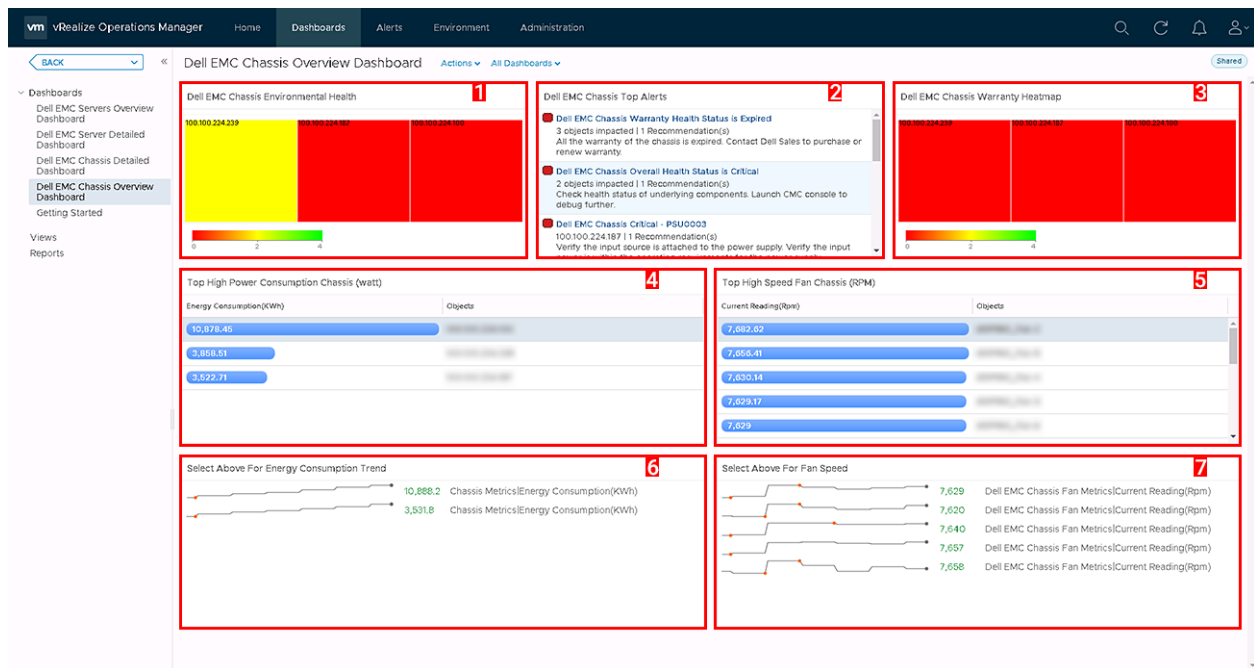 vm vRealize Operations Manager Home Dashboards Alerts Environment Administration
BACK
Dell EMC Chassis Overview Dashboard Actions All Dashboards Shared
Dashboards
Dell EMC Servers Overview
Dashboard
Dell EMC Server Detailed
Dashboard
Dell EMC Chassis Detailed
Dashboard
Dell EMC Chassis Overview
Dashboard
Getting Started
Views
Reports
Dell EMC Chassis Environmental Health 1
100.100.224.239 100.100.224.187 100.100.224.180
0 2 4
Dell EMC Chassis Top Alerts 2
Dell EMC Chassis Warranty Health Status is Expired
3 objects impacted | 1 Recommendation(s)
All the warranty of the chassis is expired. Contact Dell Sales to purchase or
renew warranty.
Dell EMC Chassis Overall Health Status is Critical
2 objects impacted | 1 Recommendation(s)
Check health status of underlying components. Launch CMC console to
debug further.
Dell EMC Chassis Critical - PSU0003
100.100.224.187 | 1 Recommendation(s)
Verify the input source is attached to the power supply. Verify the input
Dell EMC Chassis Warranty Heatmap 3
100.100.224.239 100.100.224.187 100.100.224.180
0 2 4
Top High Power Consumption Chassis (watt) 4
Energy Consumption(KWh) Objects
10,878.45
3,858.51
3,522.71
Top High Speed Fan Chassis (RPM) 5
Current Reading(Rpm) Objects
7,682.62
7,656.41
7,630.14
7,629.17
7,629
Select Above For Energy Consumption Trend 6
10,888.2 Chassis Metrics|Energy Consumption(KWh)
3,531.8 Chassis Metrics|Energy Consumption(KWh)
Select Above For Fan Speed 7
7,629 Dell EMC Chassis Fan Metrics|Current Reading(Rpm)
7,620 Dell EMC Chassis Fan Metrics|Current Reading(Rpm)
7,640 Dell EMC Chassis Fan Metrics|Current Reading(Rpm)
7,657 Dell EMC Chassis Fan Metrics|Current Reading(Rpm)
7,658 Dell EMC Chassis Fan Metrics|Current Reading(Rpm)